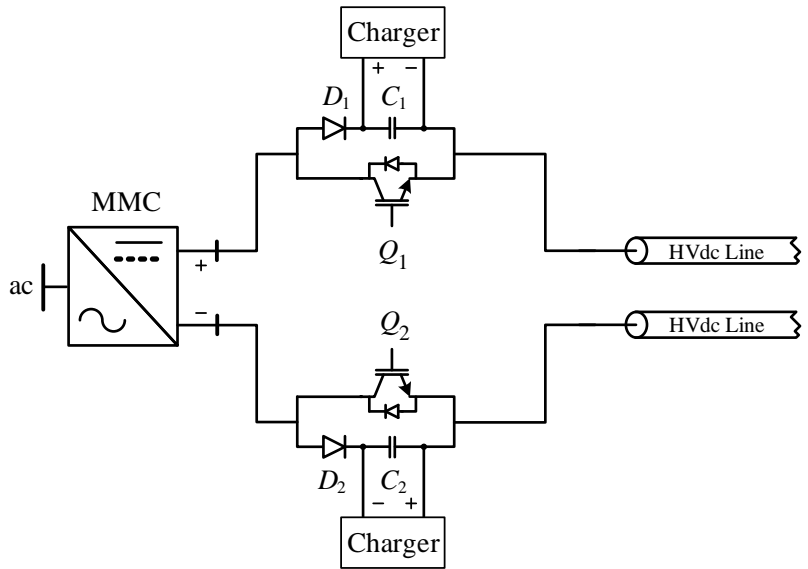 Charger
+ −
D1 C1
MMC
Q1
+
ac
HVdc Line
−
Q2
HVdc Line
D2 C2
− +
Charger